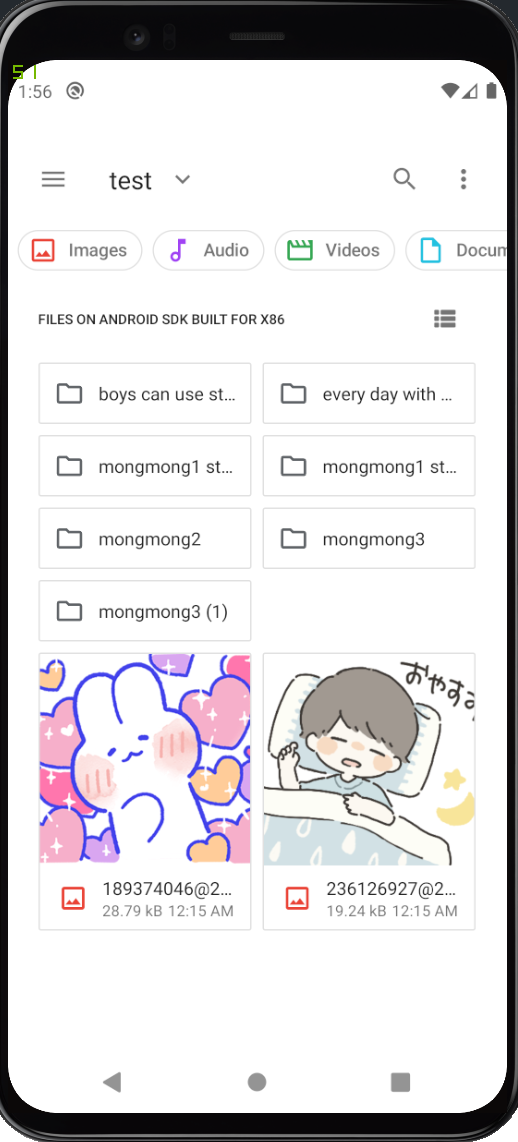 51
1:56
test
Images
Audio
Videos
Docum
FILES ON ANDROID SDK BUILT FOR X86
boys can use st...
every day with ...
mongmong1 st...
mongmong1 st...
mongmong2
mongmong3
mongmong3 (1)
おやすみ
189374046@2...
28.79 kB 12:15 AM
236126927@2...
19.24 kB 12:15 AM